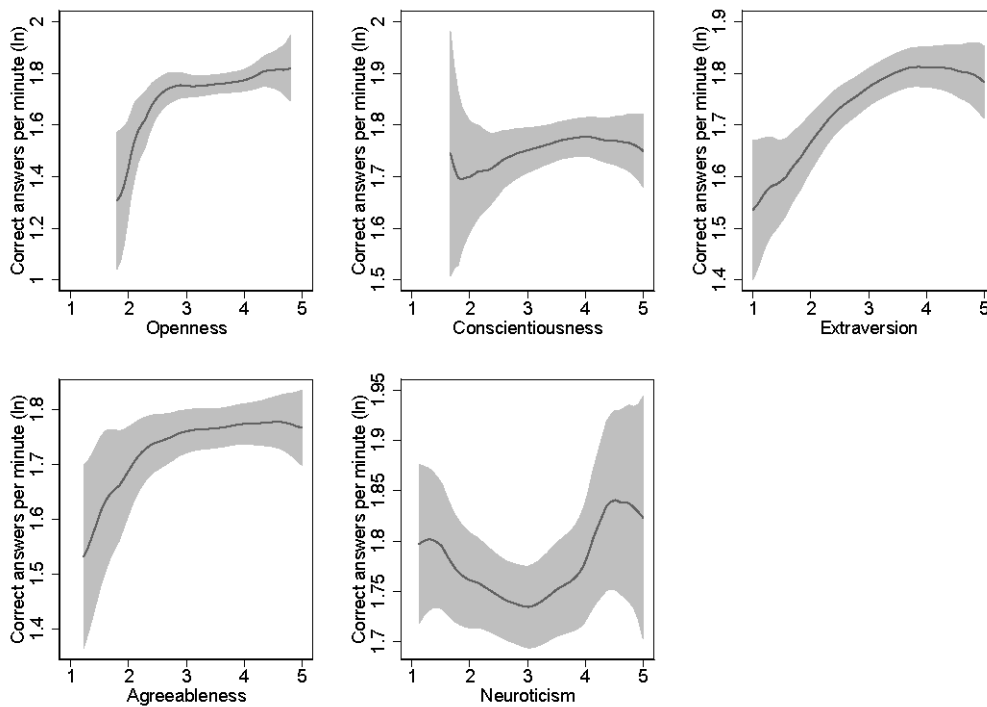 Correct answers per minute (ln)
2
1.8
1.6
1.4
1.2
1
1 2 3 4 5
Openness
Correct answers per minute (ln)
2
1.9
1.8
1.7
1.6
1.5
1 2 3 4 5
Conscientiousness
Correct answers per minute (ln)
1.9
1.8
1.7
1.6
1.5
1.4
1 2 3 4 5
Extraversion
Correct answers per minute (ln)
1.8
1.7
1.6
1.5
1.4
1 2 3 4 5
Agreeableness
Correct answers per minute (ln)
1.95
1.9
1.85
1.8
1.75
1.7
1 2 3 4 5
Neuroticism